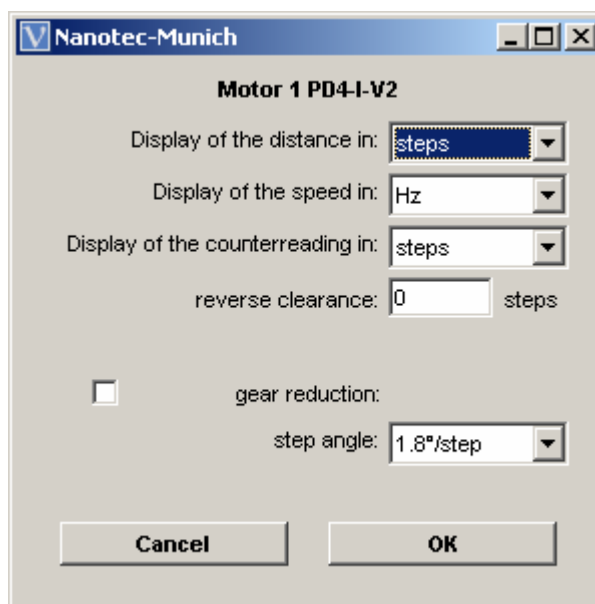 Nanotec-Munich
Motor 1 PD4-I-V2
Display of the distance in: steps
Display of the speed in: Hz
Display of the counterreading in: steps
reverse clearance: 0 steps
gear reduction:
step angle: 1.8°/step
Cancel OK